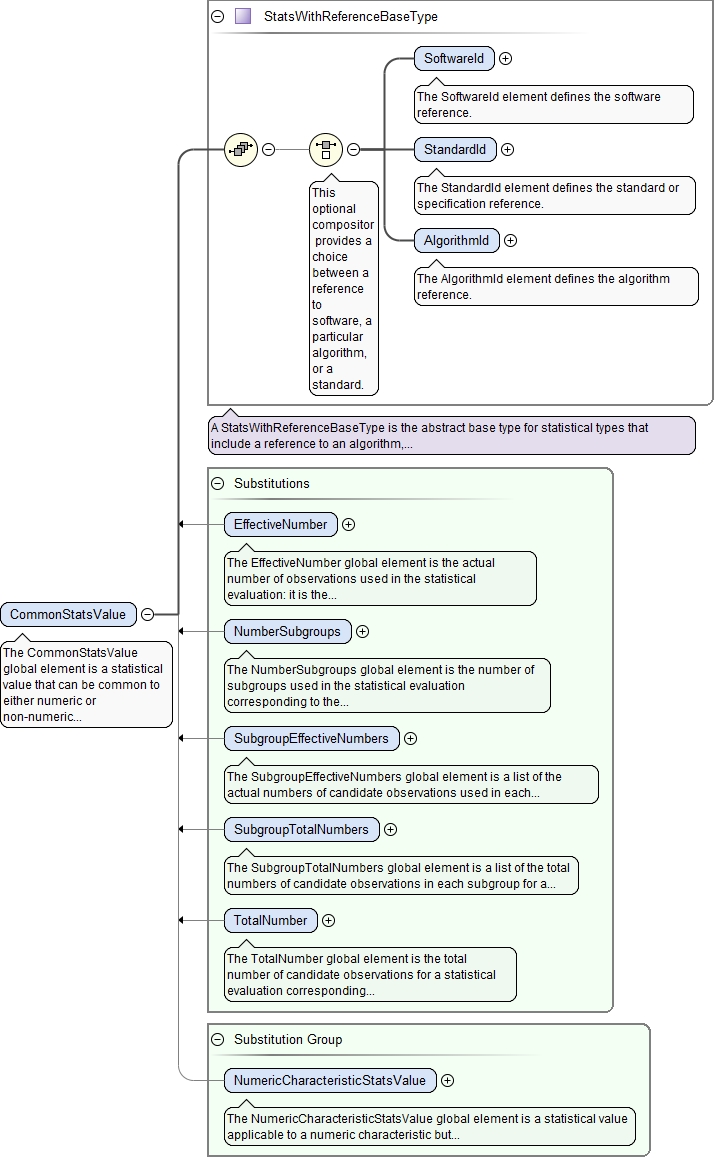 StatsWithReferenceBaseType
SoftwareId
The SoftwareId element defines the software
reference.
StandardId
The StandardId element defines the standard or
specification reference.
AlgorithmId
The AlgorithmId element defines the algorithm
reference.
This
optional
compositor
provides a
choice
between a
reference
to
software, a
particular
algorithm,
or a
standard.
A StatsWithReferenceBaseType is the abstract base type for statistical types that
include a reference to an algorithm,...
Substitutions
EffectiveNumber
The EffectiveNumber global element is the actual
number of observations used in the statistical
evaluation: it is the...
CommonStatsValue
The CommonStatsValue
global element is a statistical
value that can be common to
either numeric or
non-numeric...
NumberSubgroups
The NumberSubgroups global element is the number of
subgroups used in the statistical evaluation
corresponding to the...
SubgroupEffectiveNumbers
The SubgroupEffectiveNumbers global element is a list of the
actual numbers of candidate observations used in each...
SubgroupTotalNumbers
The SubgroupTotalNumbers global element is a list of the total
numbers of candidate observations in each subgroup for a...
TotalNumber
The TotalNumber global element is the total
number of candidate observations for a statistical
evaluation corresponding...
Substitution Group
NumericCharacteristicStatsValue
The NumericCharacteristicStatsValue global element is a statistical value
applicable to a numeric characteristic but...